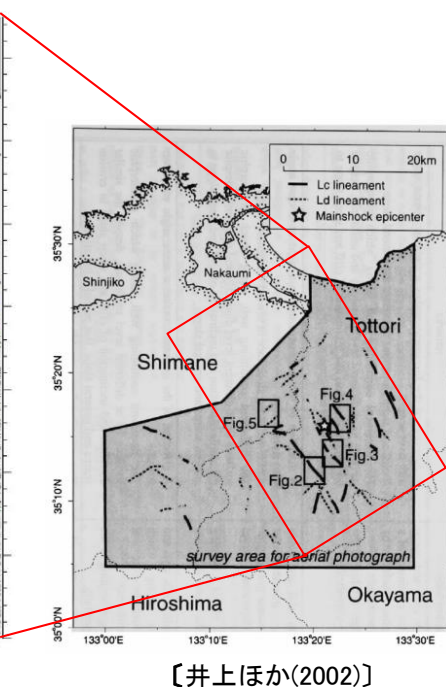 0 10 20km
Lc lineament
Ld lineament
Mainshock epicenter
35°30'N
Nakaumi
Shinjiko
Tottori
Shimane
35°20'N
Fig.4
Fig.5
Fig.3
Fig.2
35°10'N
survey area for aerial photograph
Hiroshima
Okayama
35°00'N
133°00'E 133°10'E 133°20'E 133°30'E
〔井上ほか(2002)〕